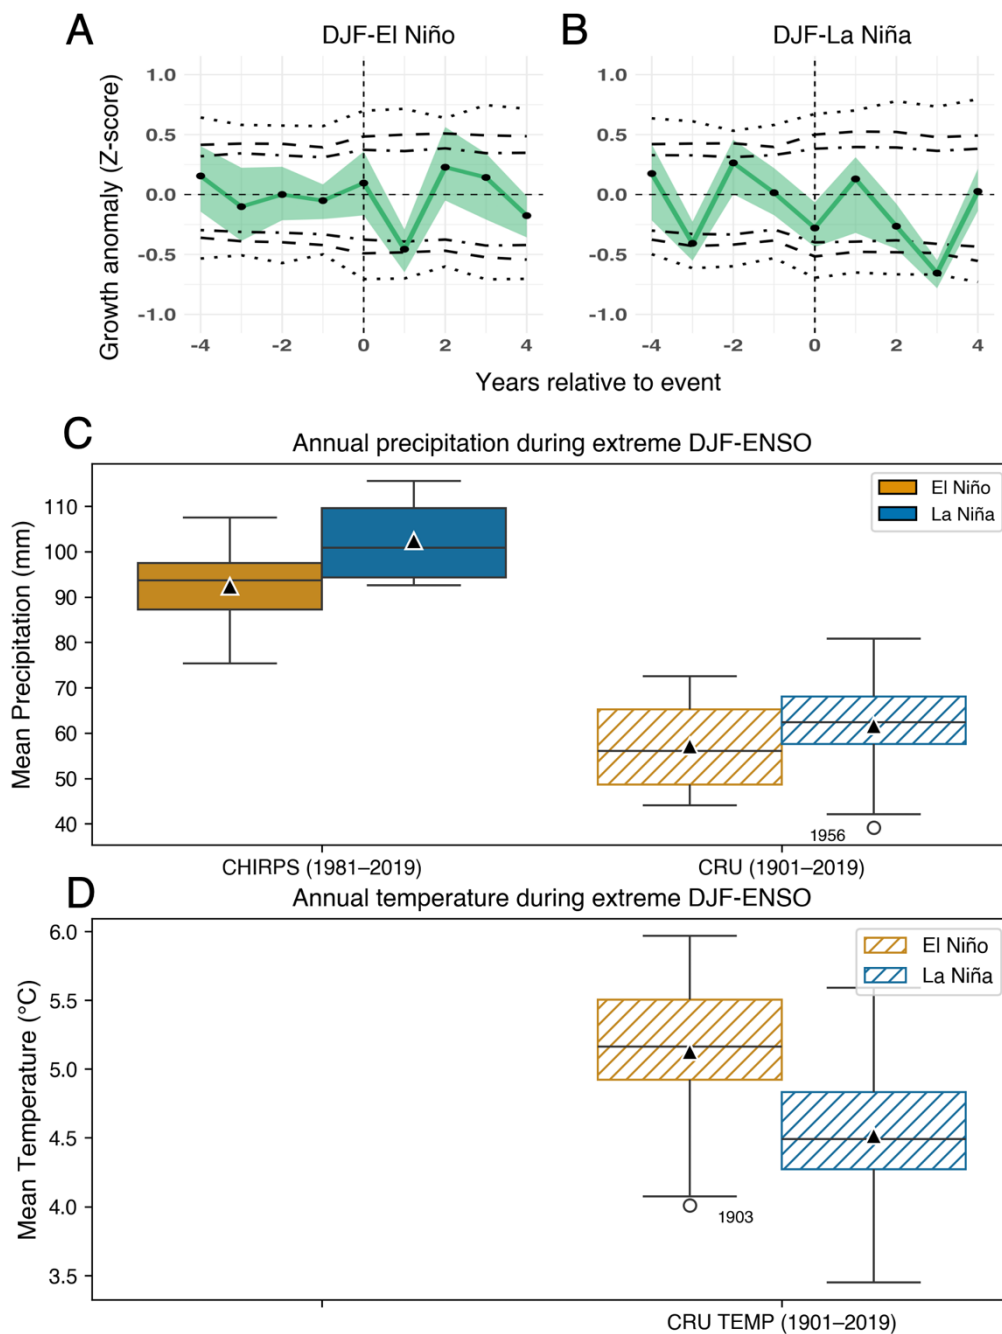 A
DJF-El Niño
B
DJF-La Niña
Growth anomaly (Z-score)
1.0
0.5
0.0
-0.5
-1.0
1.0
0.5
0.0
-0.5
-1.0
-4 -2 0 2 4
-4 -2 0 2 4
Years relative to event
C
Annual precipitation during extreme DJF-ENSO
Mean Precipitation (mm)
110
100
90
80
70
60
50
40
El Niño
La Niña
1956
CHIRPS (1981–2019)
CRU (1901–2019)
D
Annual temperature during extreme DJF-ENSO
Mean Temperature (°C)
6.0
5.5
5.0
4.5
4.0
3.5
El Niño
La Niña
1903
CRU TEMP (1901–2019)